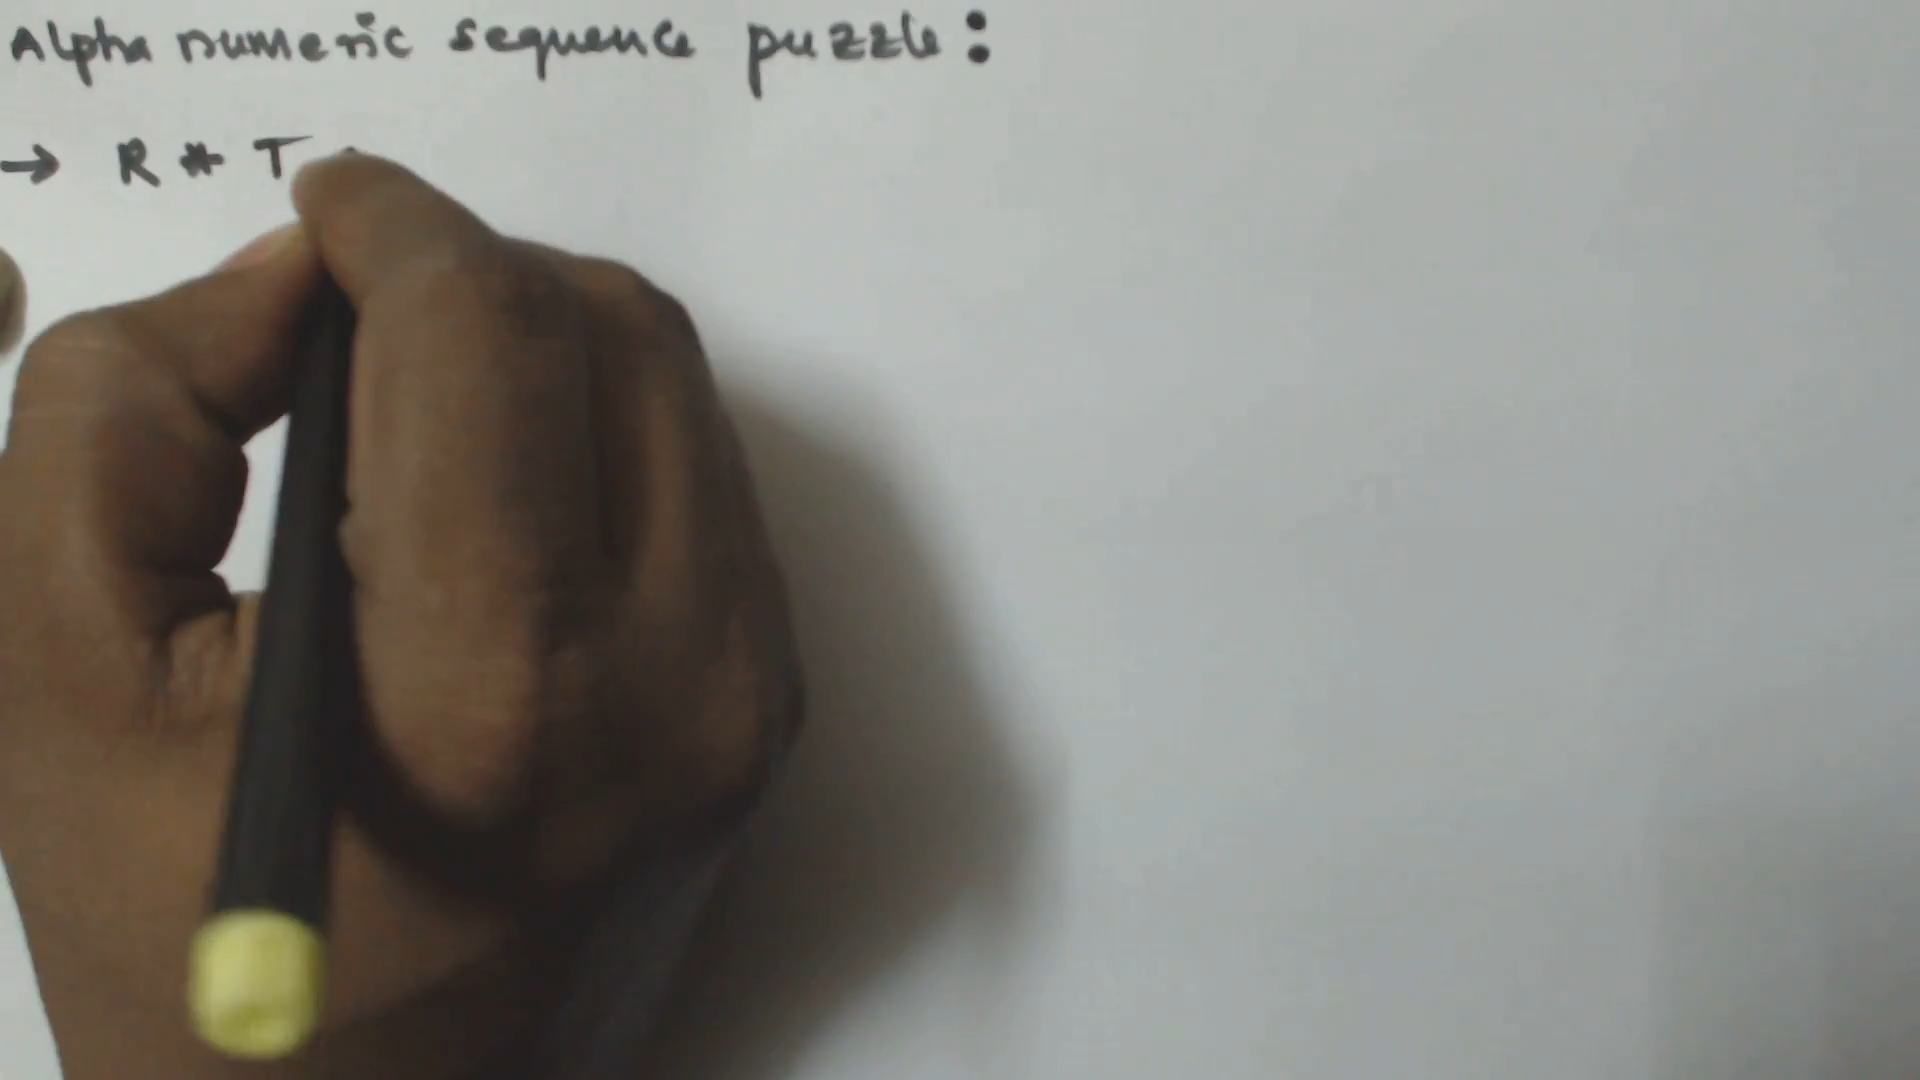 Alpha numeric sequence puzzle:
→ R * T